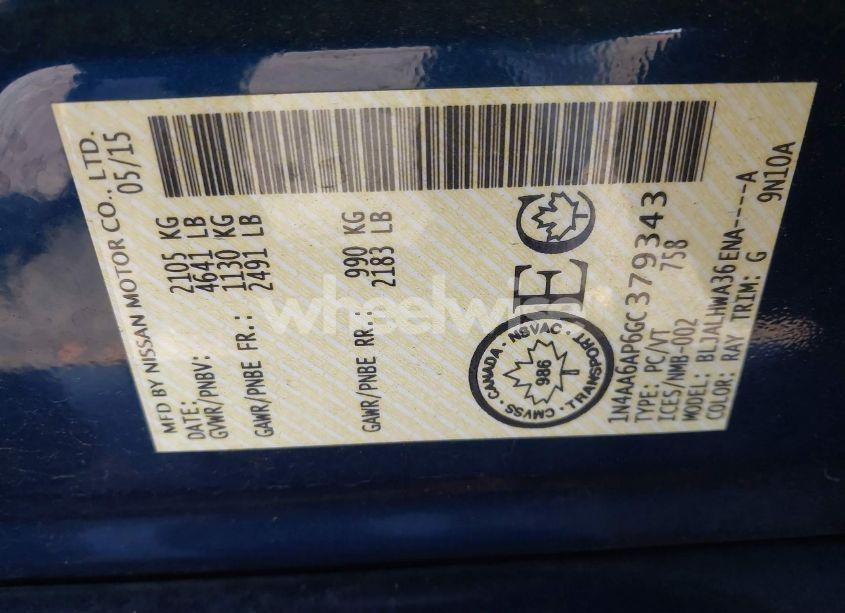 MFD BY NISSAN MOTOR CO., LTD.
DATE: 05/15
GVWR/PNBV: 2105 KG
4641 LB
GAWR/PNBE FR.: 1130 KG
2491 LB
GAWR/PNBE RR.: 990 KG
2183 LB
EC
CANADA · NSVAC · TRANSPORT · CMVSS ·
986
T
1N4AA6AP6GC379343
TYPE: PC/VT
ICES/NMB-002 758
MODEL: BLJALHWA36ENA----A
COLOR: RAY TRIM: G 9N10A
wheelwise